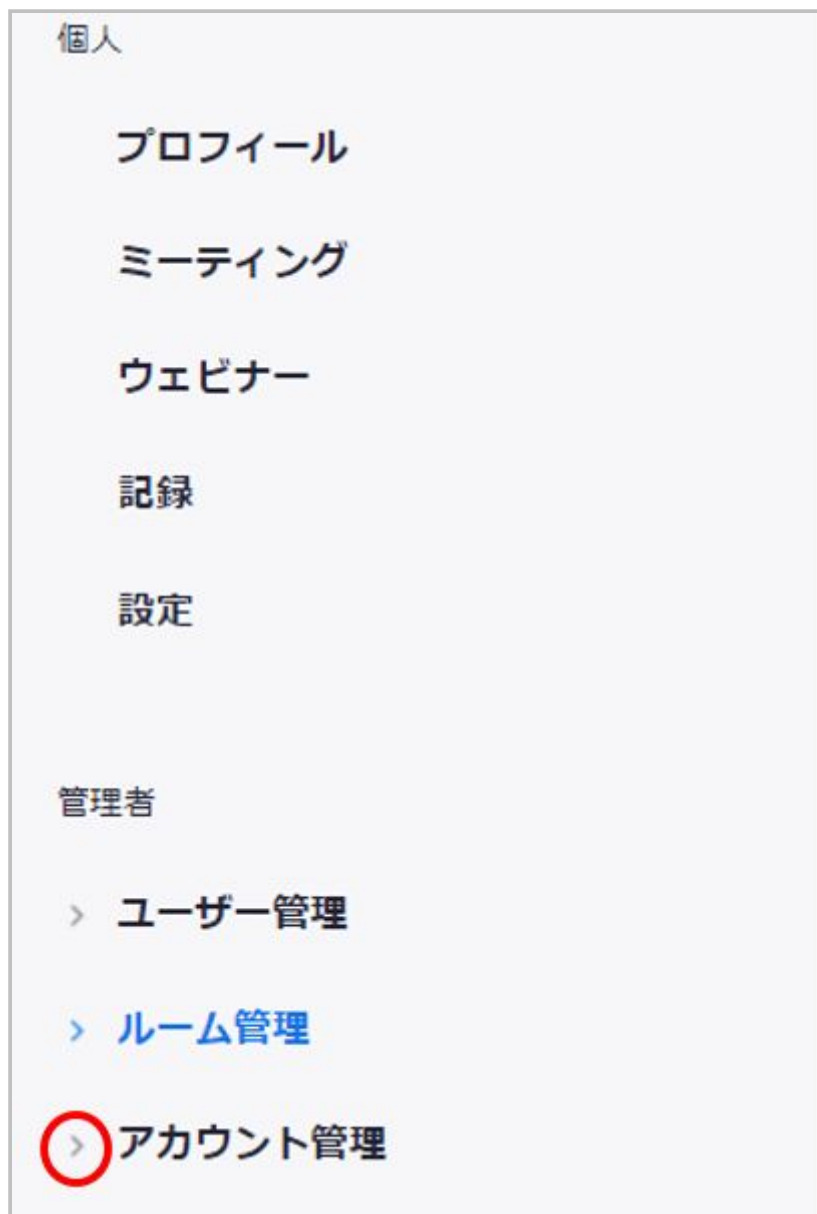 個人
プロフィール
ミーティング
ウェビナー
記録
設定
管理者
> ユーザー管理
> ルーム管理
> アカウント管理